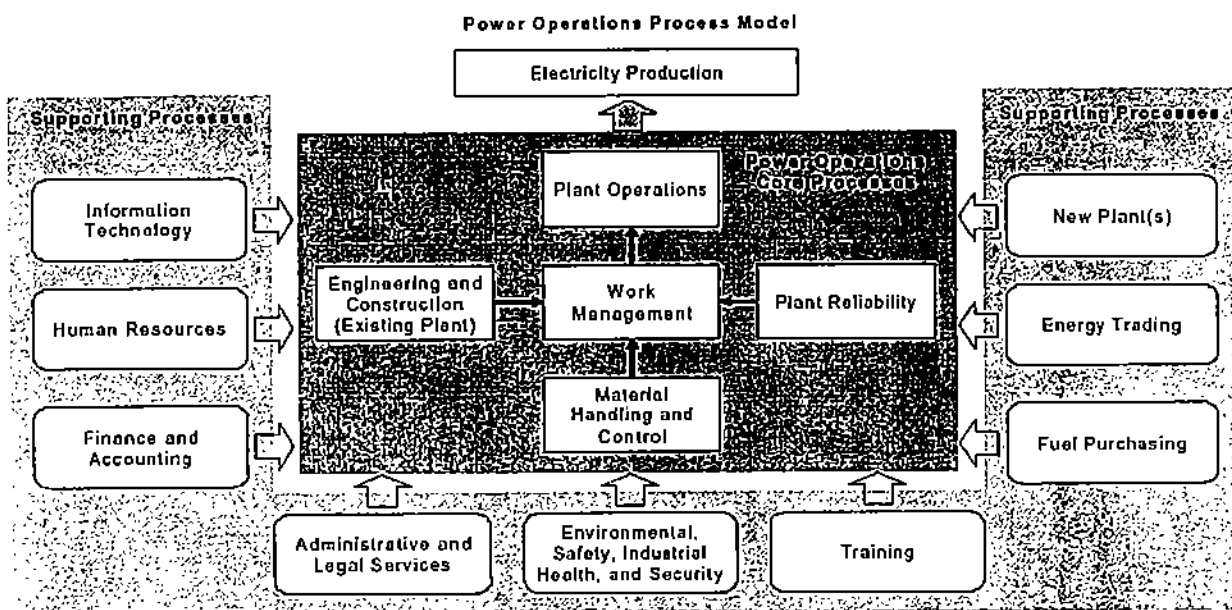 Power Operations Process Model
Electricity Production
Supporting Processes
Supporting Processes
Power Operations
Core Processes
Plant Operations
Information
Technology
New Plant(s)
Engineering and
Construction
(Existing Plant)
Work
Management
Plant Reliability
Human Resources
Energy Trading
Material
Handling and
Control
Finance and
Accounting
Fuel Purchasing
Administrative and
Legal Services
Environmental,
Safety, Industrial
Health, and Security
Training